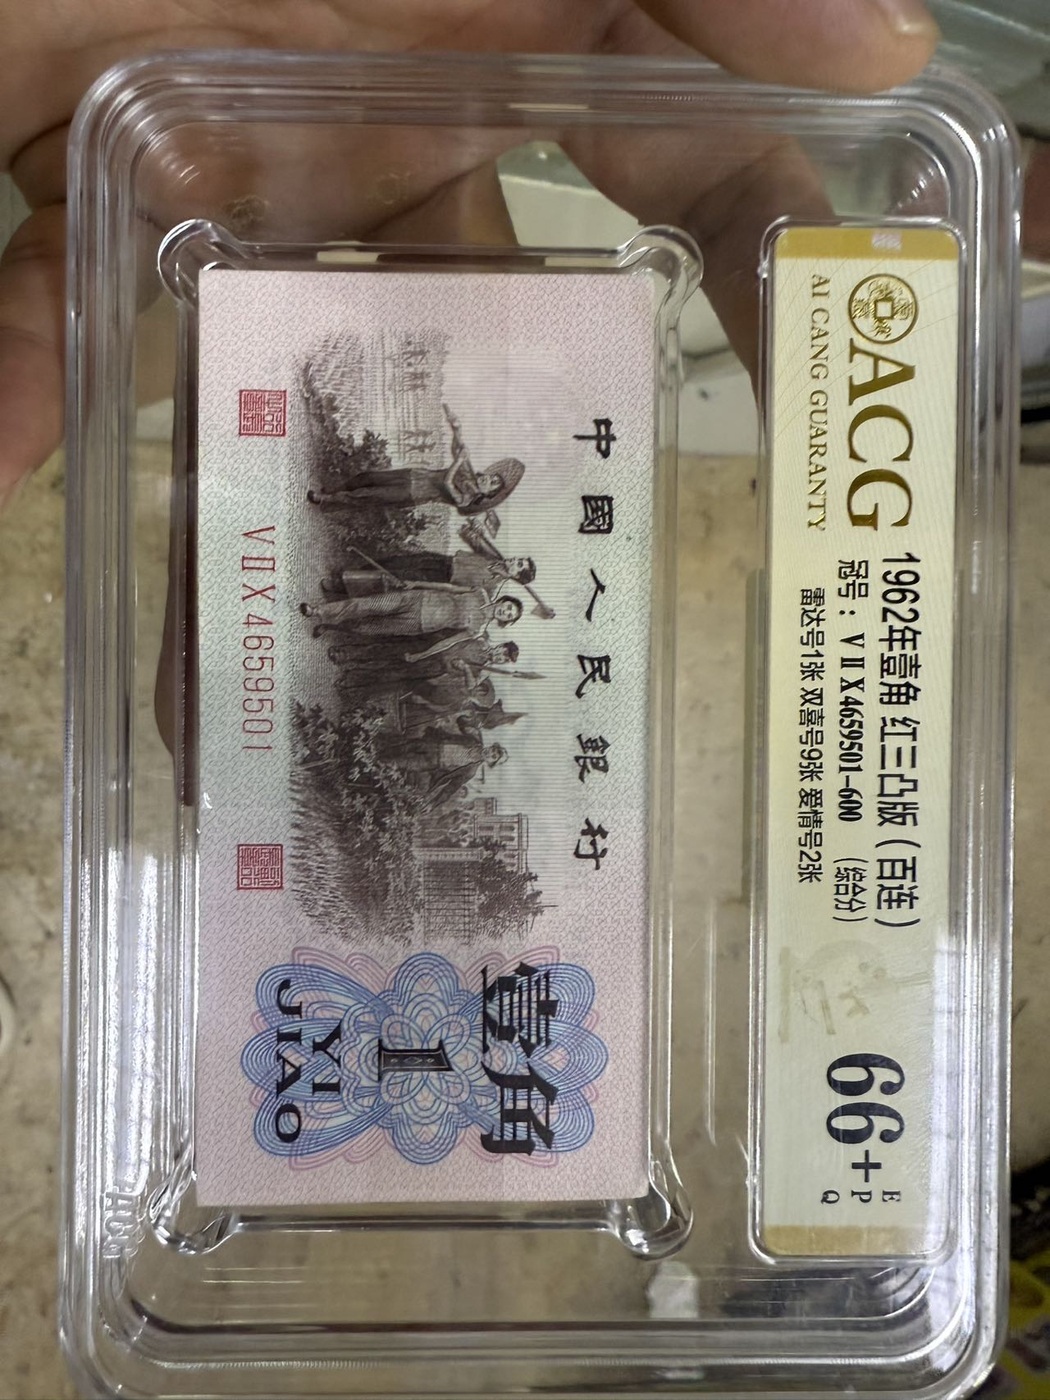 ACG
AI CANG GUARANTY
1962年壹角 红三凸版（百连）
冠号：ⅤⅡⅩ4659501-600 （综合分）
雷达号1张 双喜号9张 爱情号2张
66+
E
P
Q
中國人民銀行
壹角
1
YI
JIAO
ⅤⅡⅩ4659501